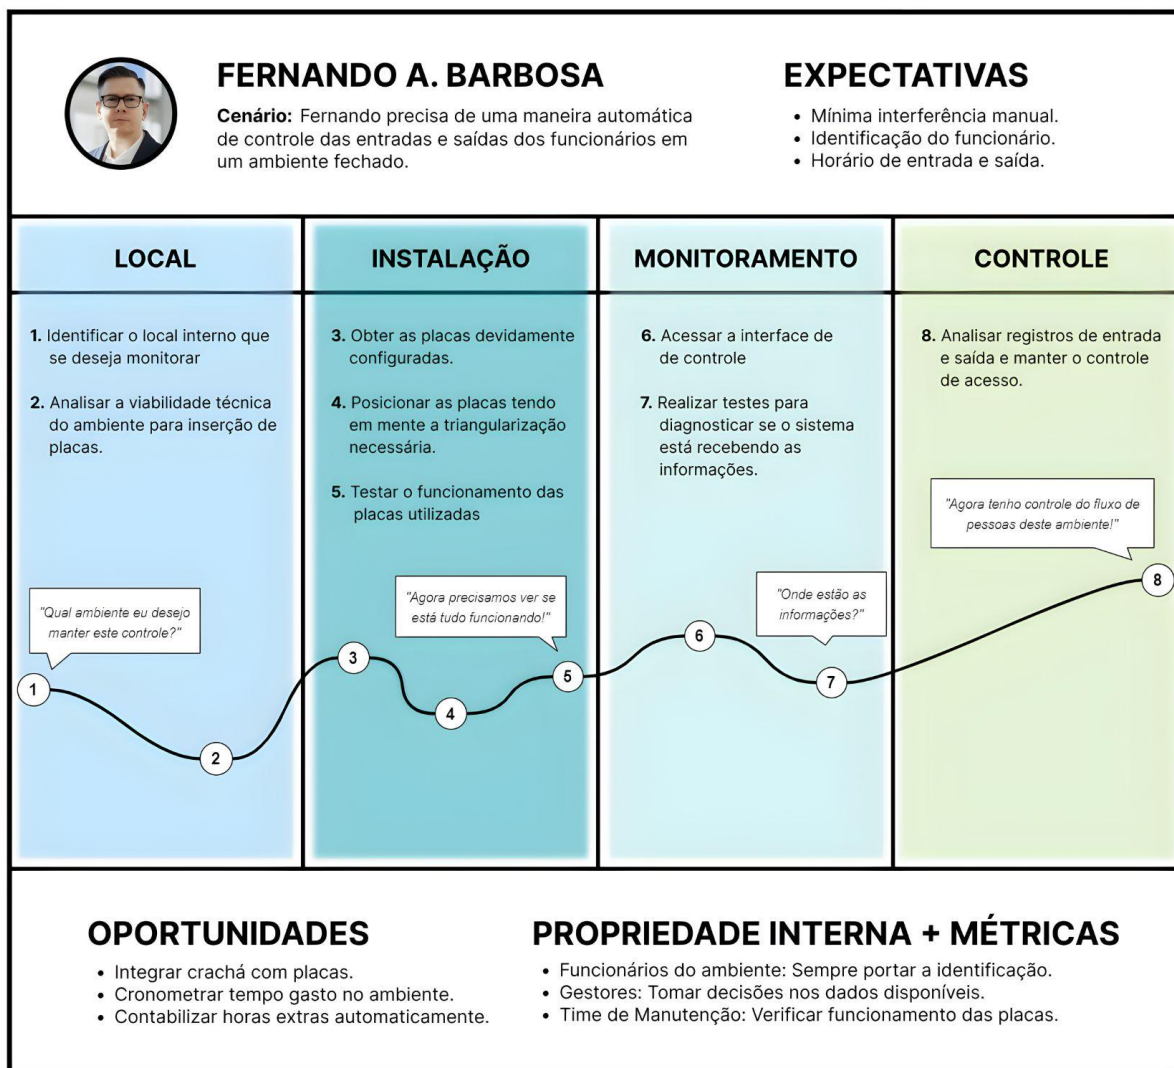 FERNANDO A. BARBOSA
Cenário: Fernando precisa de uma maneira automática
de controle das entradas e saídas dos funcionários em
um ambiente fechado.
EXPECTATIVAS
• Mínima interferência manual.
• Identificação do funcionário.
• Horário de entrada e saída.
LOCAL
1. Identificar o local interno que
se deseja monitorar
2. Analisar a viabilidade técnica
do ambiente para inserção de
placas.
"Qual ambiente eu desejo
manter este controle?"
1
2
INSTALAÇÃO
3. Obter as placas devidamente
configuradas.
4. Posicionar as placas tendo
em mente a triangularização
necessária.
5. Testar o funcionamento das
placas utilizadas
"Agora precisamos ver se
está tudo funcionando!"
3
4
5
MONITORAMENTO
6. Acessar a interface de
de controle
7. Realizar testes para
diagnosticar se o sistema
está recebendo as
informações.
"Onde estão as
informações?"
6
7
CONTROLE
8. Analisar registros de entrada
e saída e manter o controle
de acesso.
"Agora tenho controle do fluxo de
pessoas deste ambiente!"
8
OPORTUNIDADES
• Integrar crachá com placas.
• Cronometrar tempo gasto no ambiente.
• Contabilizar horas extras automaticamente.
PROPRIEDADE INTERNA + MÉTRICAS
• Funcionários do ambiente: Sempre portar a identificação.
• Gestores: Tomar decisões nos dados disponíveis.
• Time de Manutenção: Verificar funcionamento das placas.